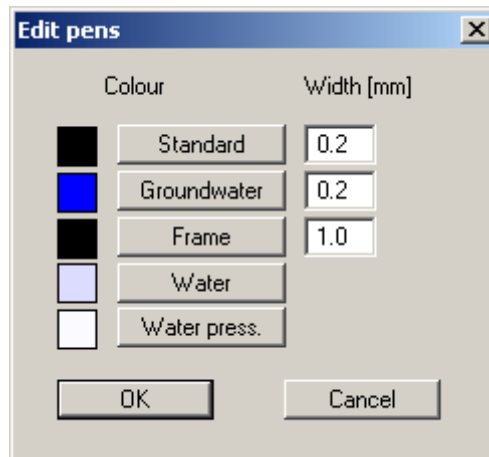 Edit pens
Colour Width [mm]
Standard 0.2
Groundwater 0.2
Frame 1.0
Water
Water press.
OK Cancel